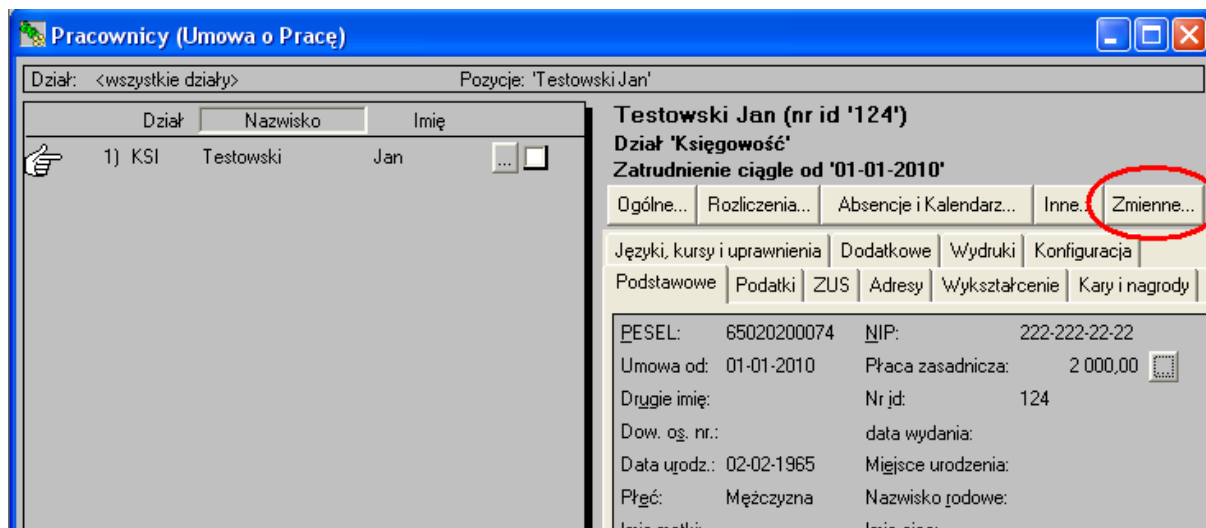 Pracownicy (Umowa o Pracę)
Dział: <wszystkie działy> Pozycje: 'Testowski Jan'
Dział Nazwisko Imię
1) KSI Testowski Jan ...
Testowski Jan (nr id '124')
Dział 'Księgowość'
Zatrudnienie ciągle od '01-01-2010'
Ogólne... Rozliczenia... Absencje i Kalendarz... Inne... Zmienne...
Języki, kursy i uprawnienia Dodatkowe Wydruki Konfiguracja
Podstawowe Podatki ZUS Adresy Wykształcenie Kary i nagrody
PESEL: 65020200074 NIP: 222-222-22-22
Umowa od: 01-01-2010 Płaca zasadnicza: 2 000,00
Drugie imię: Nr id: 124
Dow. os. nr.: data wydania:
Data urodz.: 02-02-1965 Miejsce urodzenia:
Płeć: Mężczyzna Nazwisko rodowe: